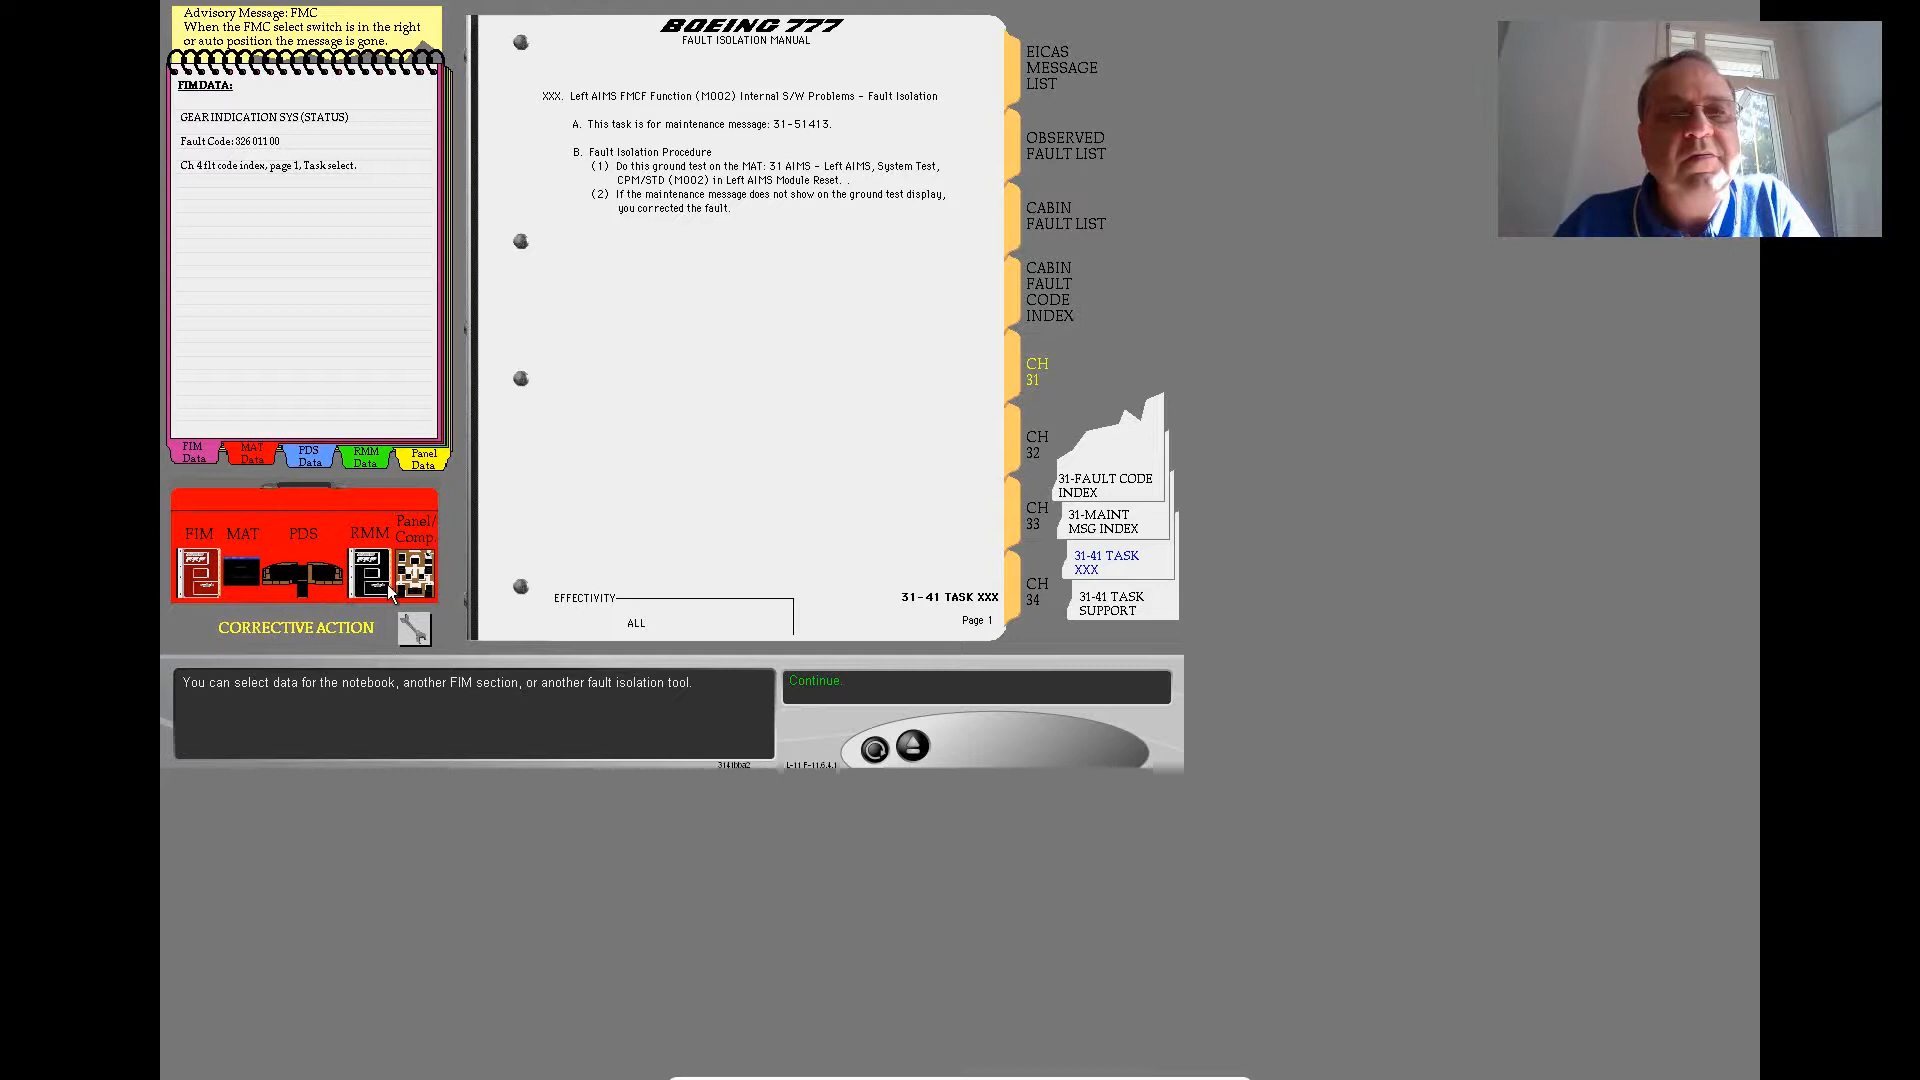 Advisory Message: FMC
When the FMC select switch is in the right
or auto position the message is gone.
FIM DATA:
GEAR INDICATION SYS (STATUS)
Fault Code: 326 011 00
Ch 4 flt code index, page 1, Task select.
FIM
Data
MAT
Data
PDS
Data
RMM
Data
Panel
Data
FIM
MAT
PDS
RMM
Panel/
Comp.
CORRECTIVE ACTION
BOEING 777
FAULT ISOLATION MANUAL
XXX. Left AIMS FMCF Function (M002) Internal S/W Problems - Fault Isolation
A. This task is for maintenance message: 31-51413.
B. Fault Isolation Procedure
(1) Do this ground test on the MAT: 31 AIMS - Left AIMS, System Test,
CPM/STD (M002) in Left AIMS Module Reset. .
(2) If the maintenance message does not show on the ground test display,
you corrected the fault.
EFFECTIVITY
ALL
31-41 TASK XXX
Page 1
EICAS
MESSAGE
LIST
OBSERVED
FAULT LIST
CABIN
FAULT LIST
CABIN
FAULT
CODE
INDEX
CH
31
CH
32
CH
33
CH
34
31-FAULT CODE
INDEX
31-MAINT
MSG INDEX
31-41 TASK
XXX
31-41 TASK
SUPPORT
You can select data for the notebook, another FIM section, or another fault isolation tool.
Continue.
3141bba2
L-11 F-11.6.4.1